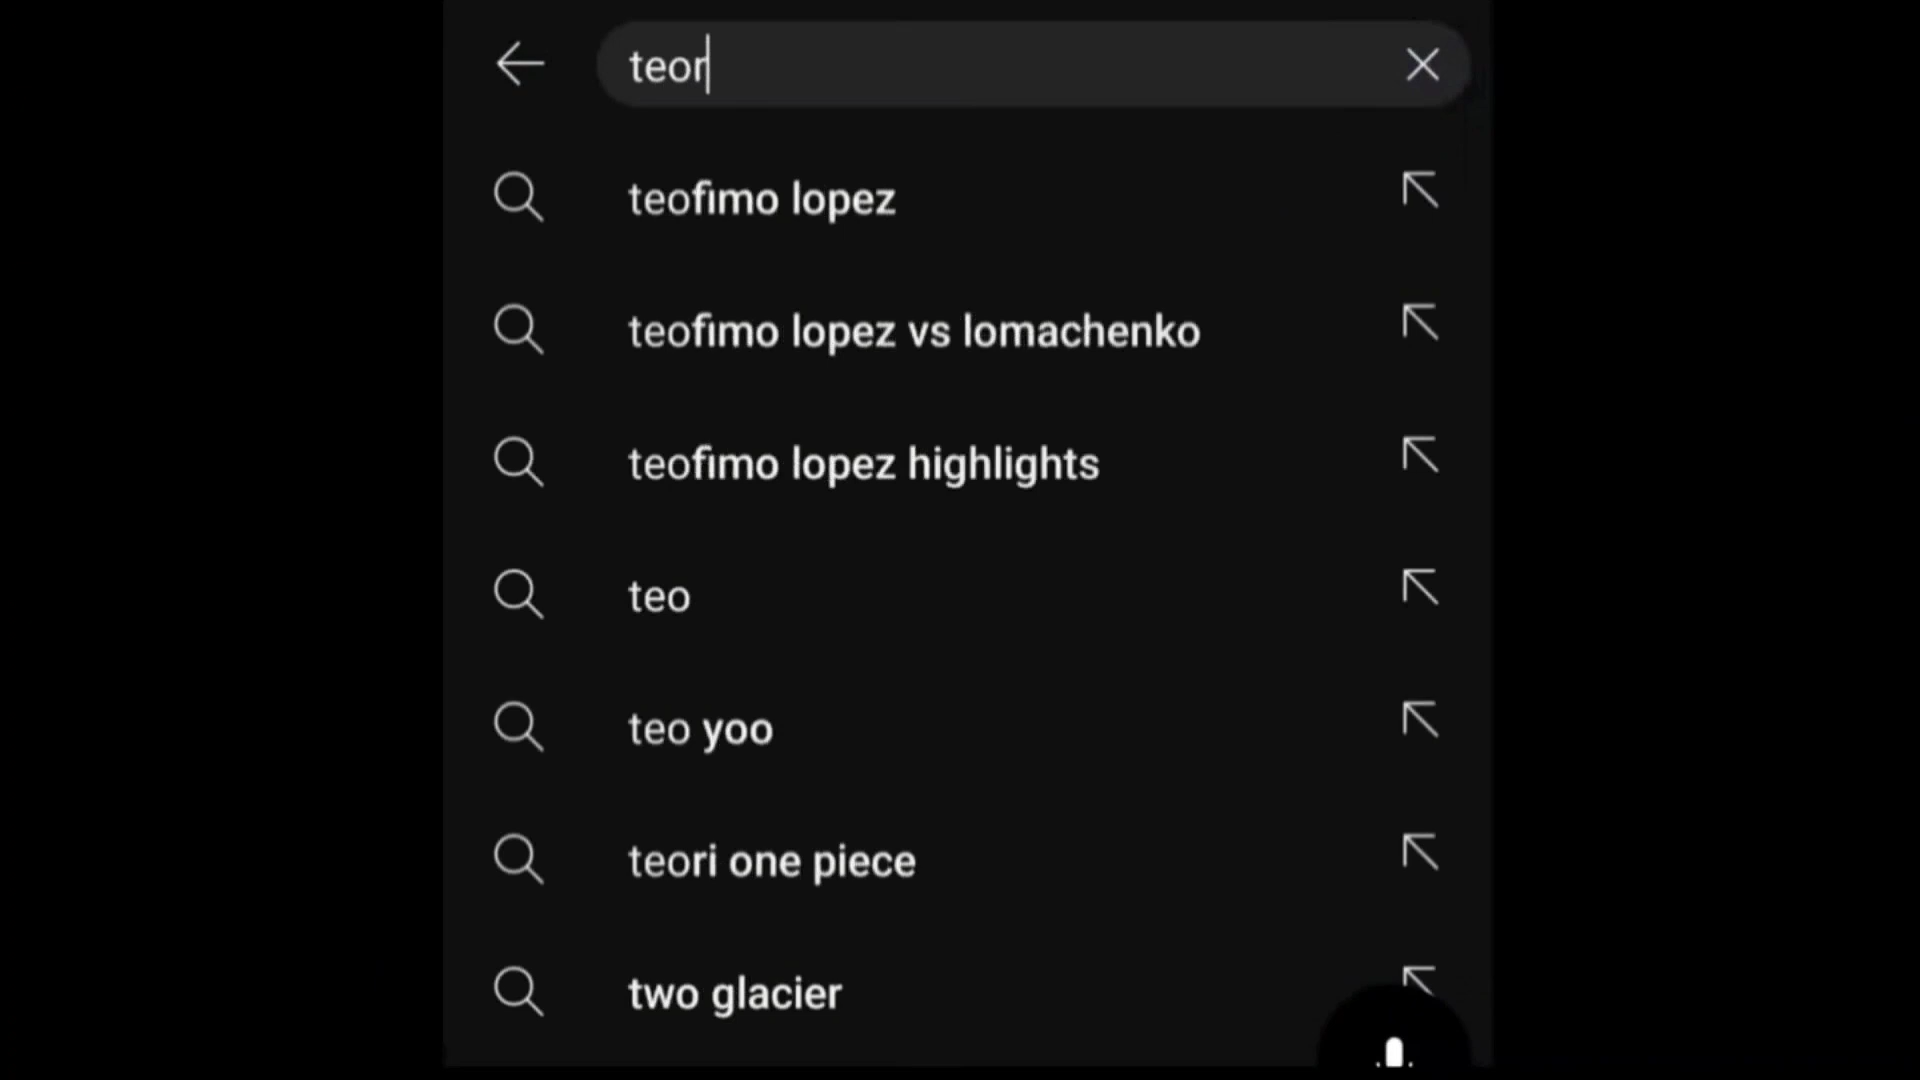 teor
teofimo lopez
teofimo lopez vs lomachenko
teofimo lopez highlights
teo
teo yoo
teori one piece
two glacier